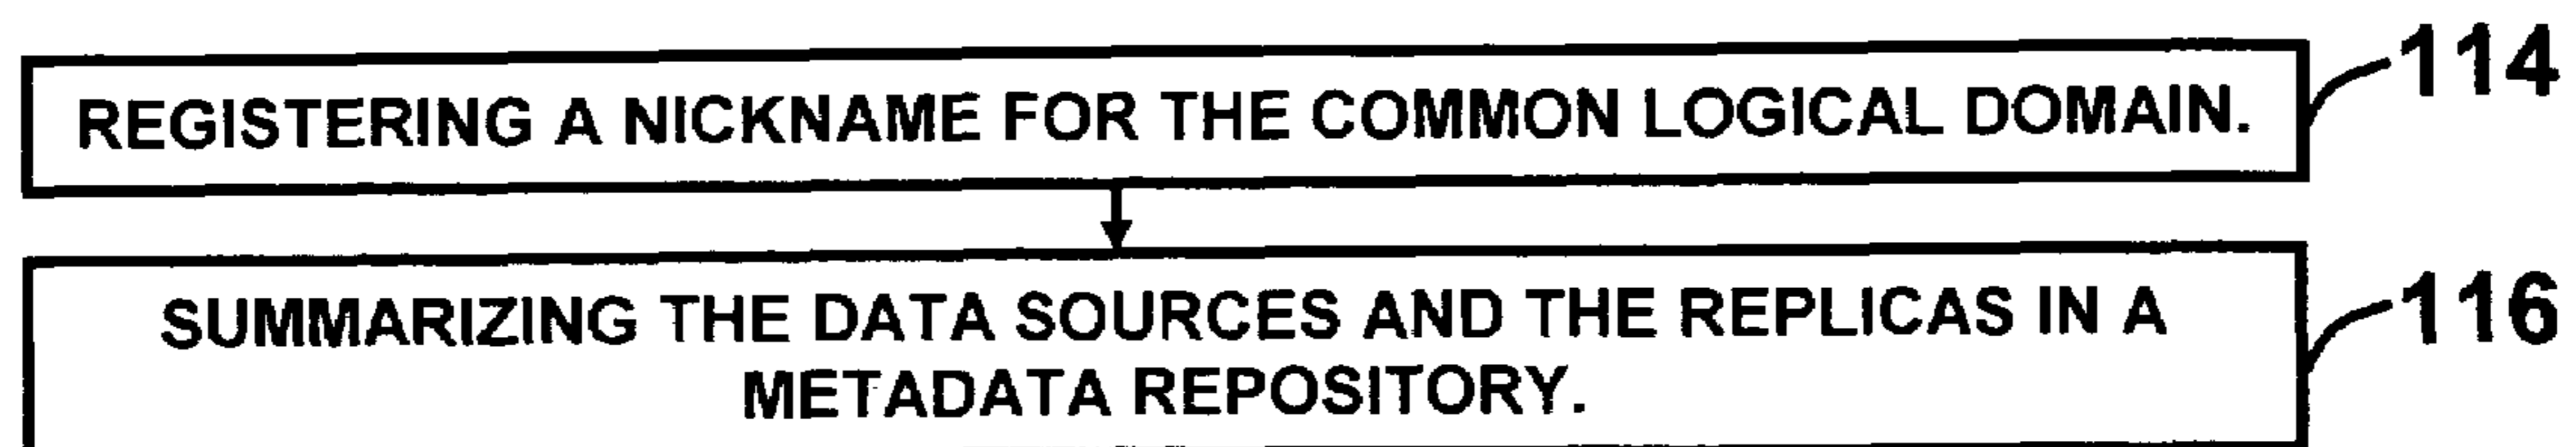 REGISTERING A NICKNAME FOR THE COMMON LOGICAL DOMAIN.
114
SUMMARIZING THE DATA SOURCES AND THE REPLICAS IN A
METADATA REPOSITORY.
116